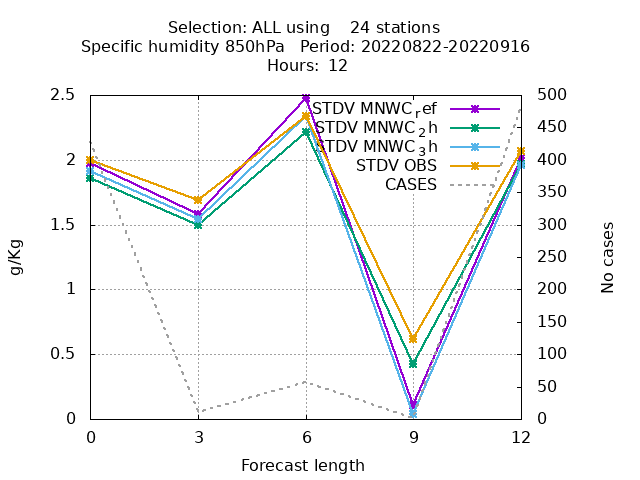 Selection: ALL using    24 stations
Specific humidity 850hPa   Period: 20220822-20220916
Hours:  12
2.5
2
1.5
1
0.5
0
g/Kg
STDV MNWC_ref
STDV MNWC_2h
STDV MNWC_3h
STDV OBS
CASES
500
450
400
350
300
250
200
150
100
50
0
No cases
0 3 6 9 12
Forecast length